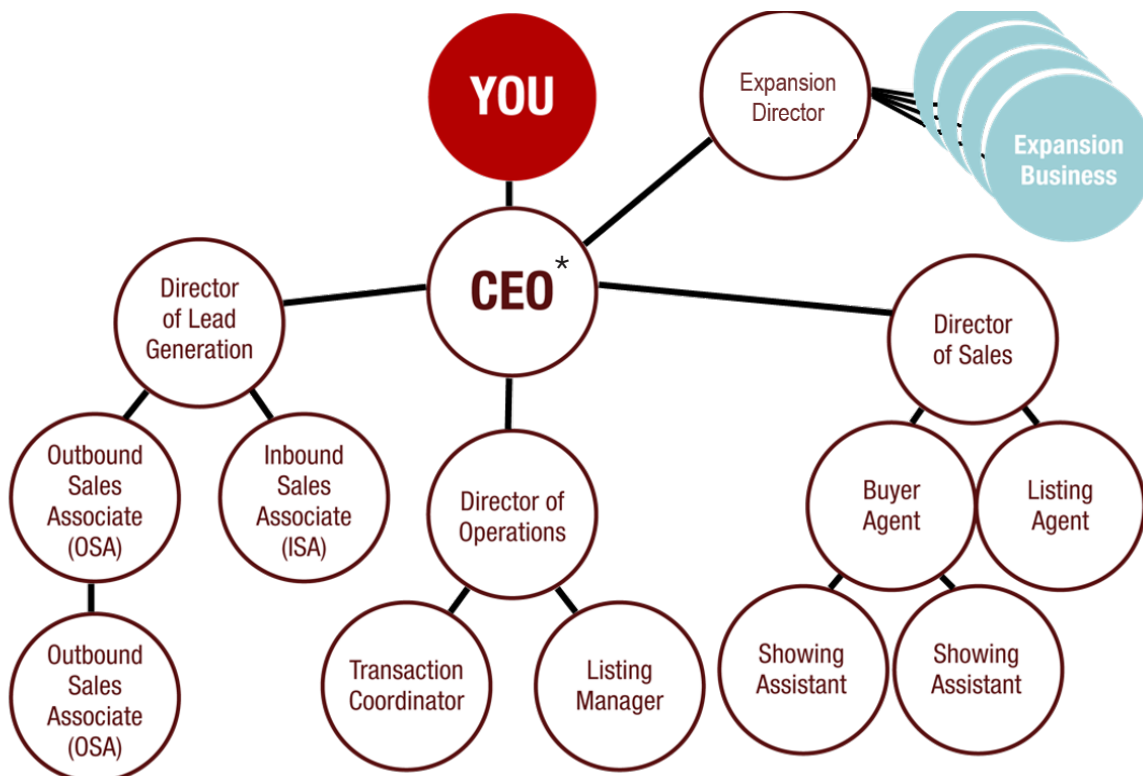 YOU
Expansion
Director
Expansion
Business
CEO*
Director
of Lead
Generation
Director
of Sales
Outbound
Sales
Associate
(OSA)
Inbound
Sales
Associate
(ISA)
Director of
Operations
Buyer
Agent
Listing
Agent
Outbound
Sales
Associate
(OSA)
Transaction
Coordinator
Listing
Manager
Showing
Assistant
Showing
Assistant